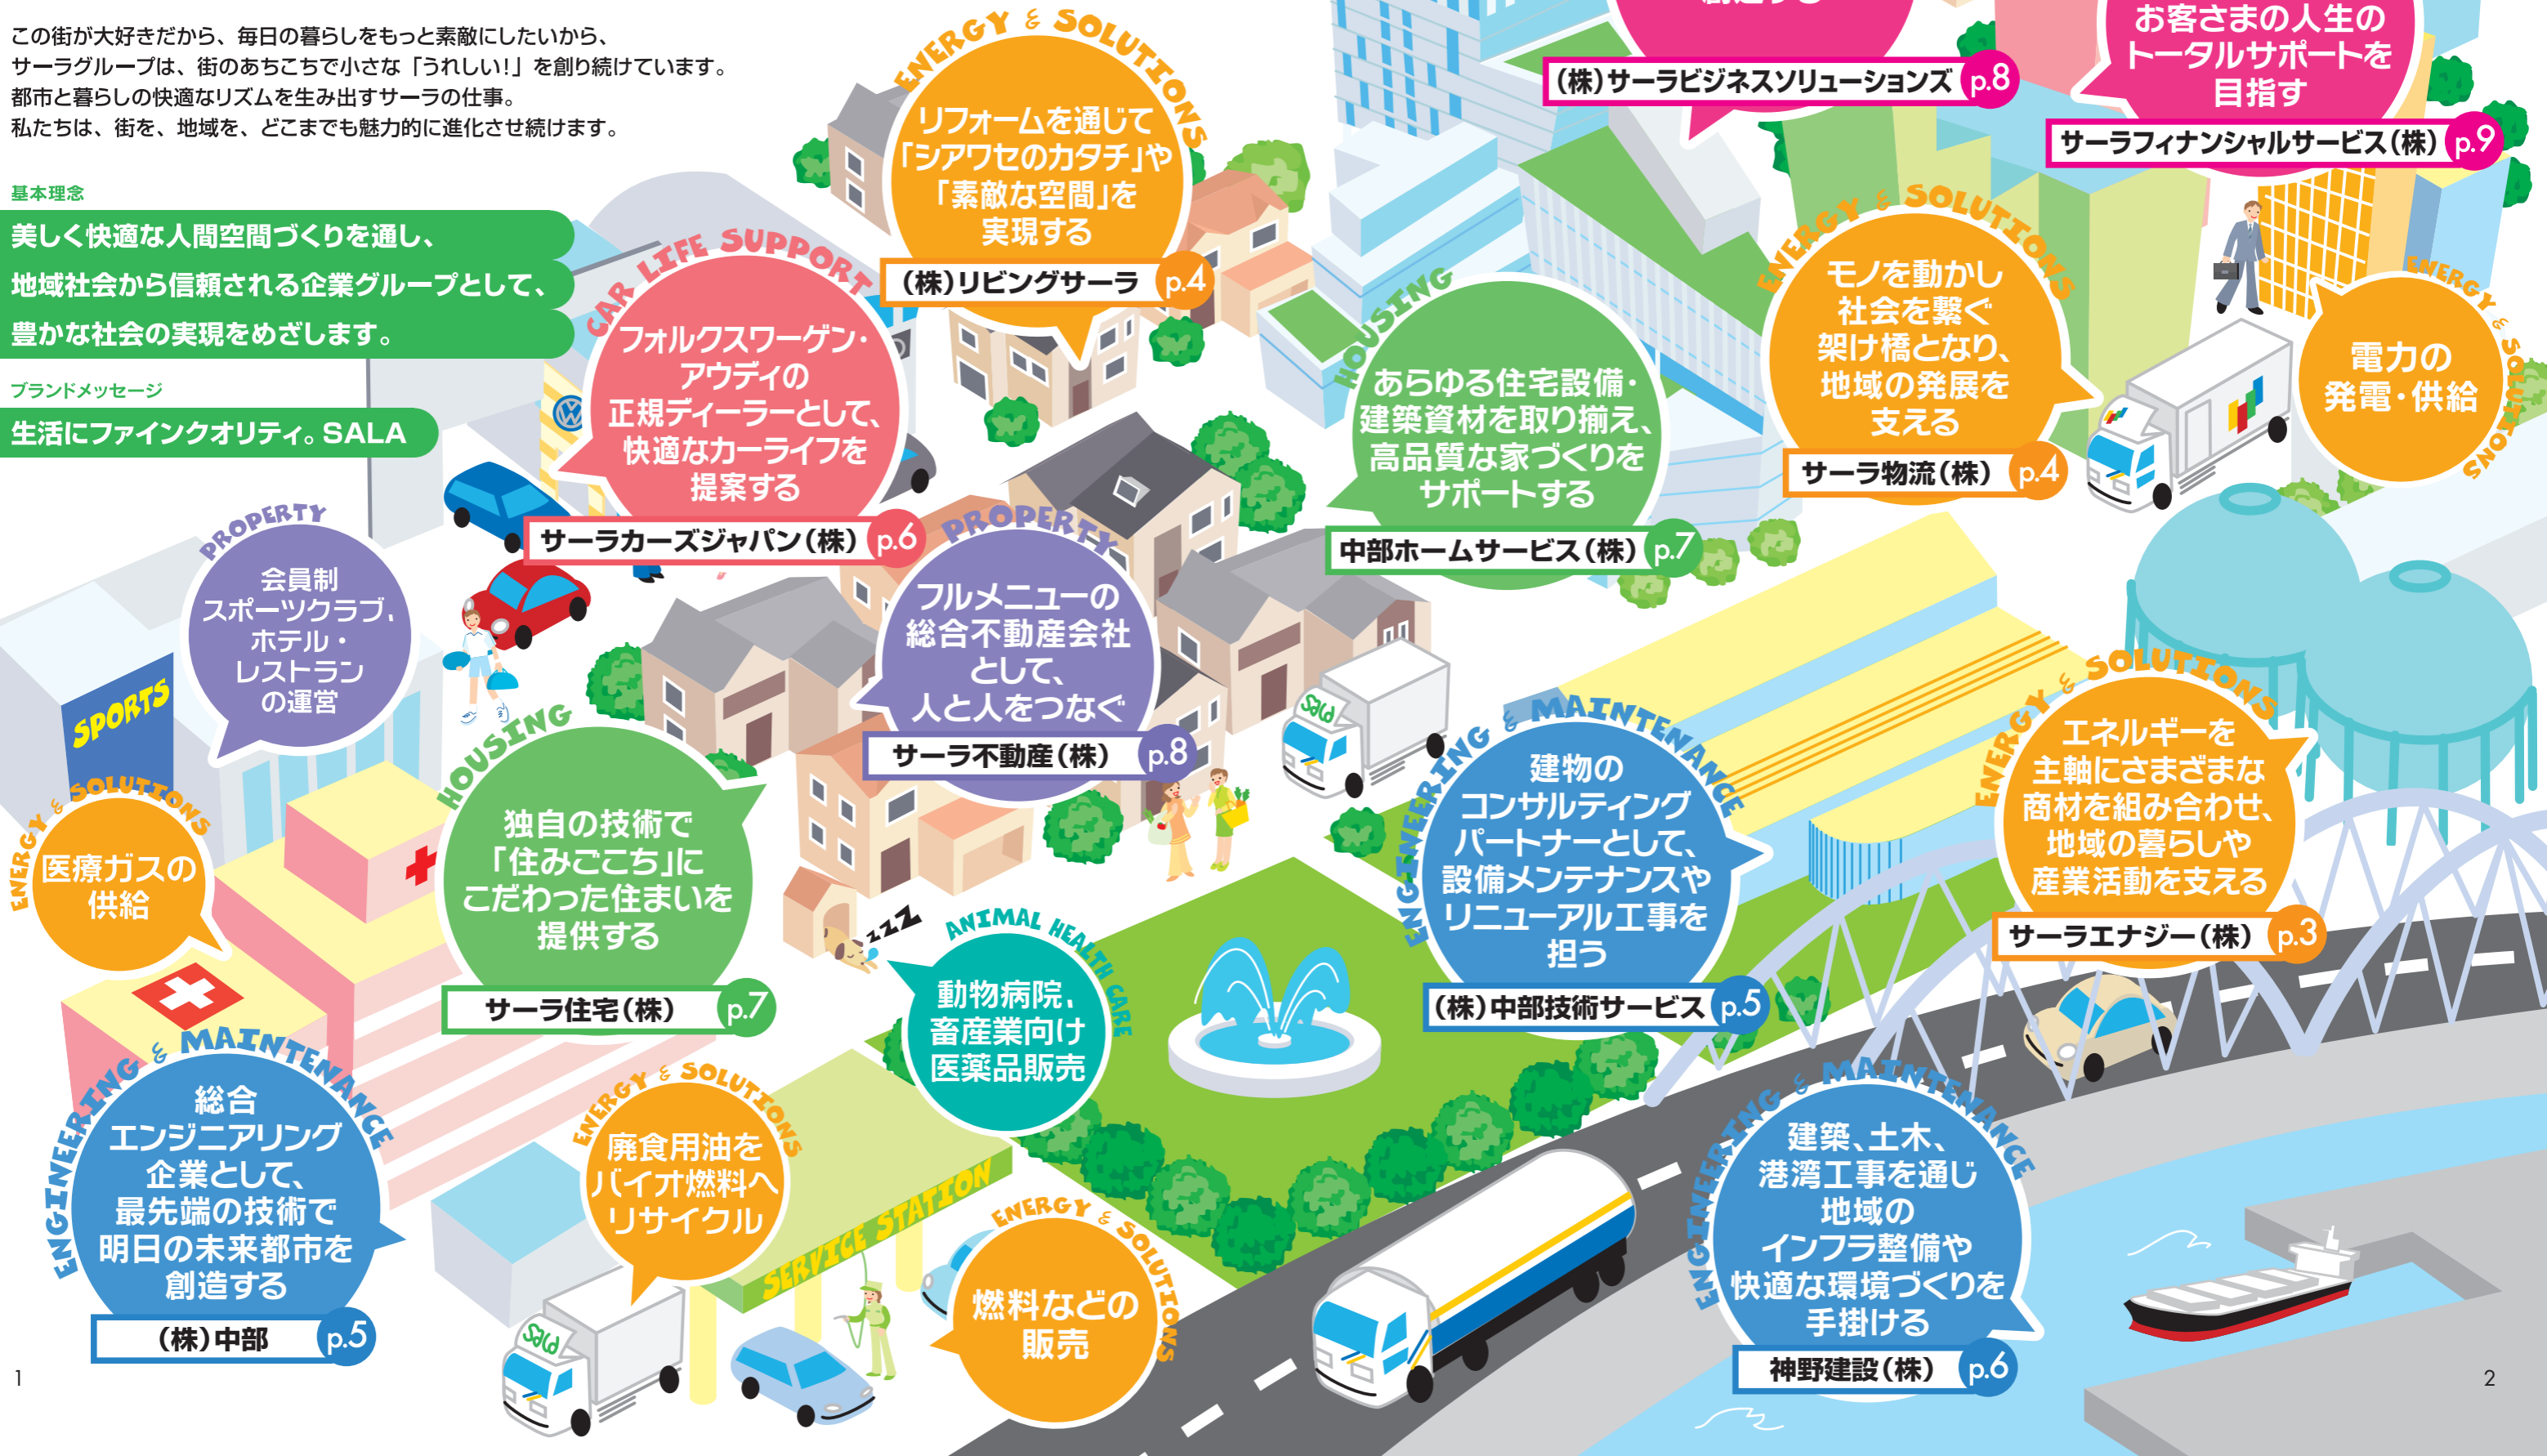 この街が大好きだから、毎日の暮らしをもっと素敵にしたいから、
サーラグループは、街のあちこちで小さな「うれしい!」を創り続けています。
都市と暮らしの快適なリズムを生み出すサーラの仕事。
私たちは、街を、地域を、どこまでも魅力的に進化させ続けます。
基本理念
美しく快適な人間空間づくりを通し、
地域社会から信頼される企業グループとして、
豊かな社会の実現をめざします。
ブランドメッセージ
生活にファインクオリティ。SALA
ENERGY & SOLUTIONS
リフォームを通じて
「シアワセのカタチ」や
「素敵な空間」を
実現する
(株)リビングサーラ p.4
(株)サーラビジネスソリューションズ p.8
お客さまの人生の
トータルサポートを
目指す
サーラフィナンシャルサービス(株) p.9
CAR LIFE SUPPORT
フォルクスワーゲン・
アウディの
正規ディーラーとして、
快適なカーライフを
提案する
サーラカーズジャパン(株) p.6
HOUSING
あらゆる住宅設備・
建築資材を取り揃え、
高品質な家づくりを
サポートする
中部ホームサービス(株) p.7
ENERGY & SOLUTIONS
モノを動かし
社会を繋ぐ
架け橋となり、
地域の発展を
支える
サーラ物流(株) p.4
ENERGY & SOLUTIONS
電力の
発電・供給
PROPERTY
会員制
スポーツクラブ、
ホテル・
レストラン
の運営
SPORTS
PROPERTY
フルメニューの
総合不動産会社
として、
人と人をつなぐ
サーラ不動産(株) p.8
sala
ENERGY & SOLUTIONS
医療ガスの
供給
HOUSING
独自の技術で
「住みごこち」に
こだわった住まいを
提供する
サーラ住宅(株) p.7
zzz
ANIMAL HEALTH CARE
動物病院、
畜産業向け
医薬品販売
ENGINEERING & MAINTENANCE
建物の
コンサルティング
パートナーとして、
設備メンテナンスや
リニューアル工事を
担う
(株)中部技術サービス p.5
ENERGY & SOLUTIONS
エネルギーを
主軸にさまざまな
商材を組み合わせ、
地域の暮らしや
産業活動を支える
サーラエナジー(株) p.3
ENGINEERING & MAINTENANCE
総合
エンジニアリング
企業として、
最先端の技術で
明日の未来都市を
創造する
(株)中部 p.5
ENERGY & SOLUTIONS
廃食用油を
バイオ燃料へ
リサイクル
SERVICE STATION
sala
ENERGY & SOLUTIONS
燃料などの
販売
ENGINEERING & MAINTENANCE
建築、土木、
港湾工事を通じ
地域の
インフラ整備や
快適な環境づくりを
手掛ける
神野建設(株) p.6
1
2